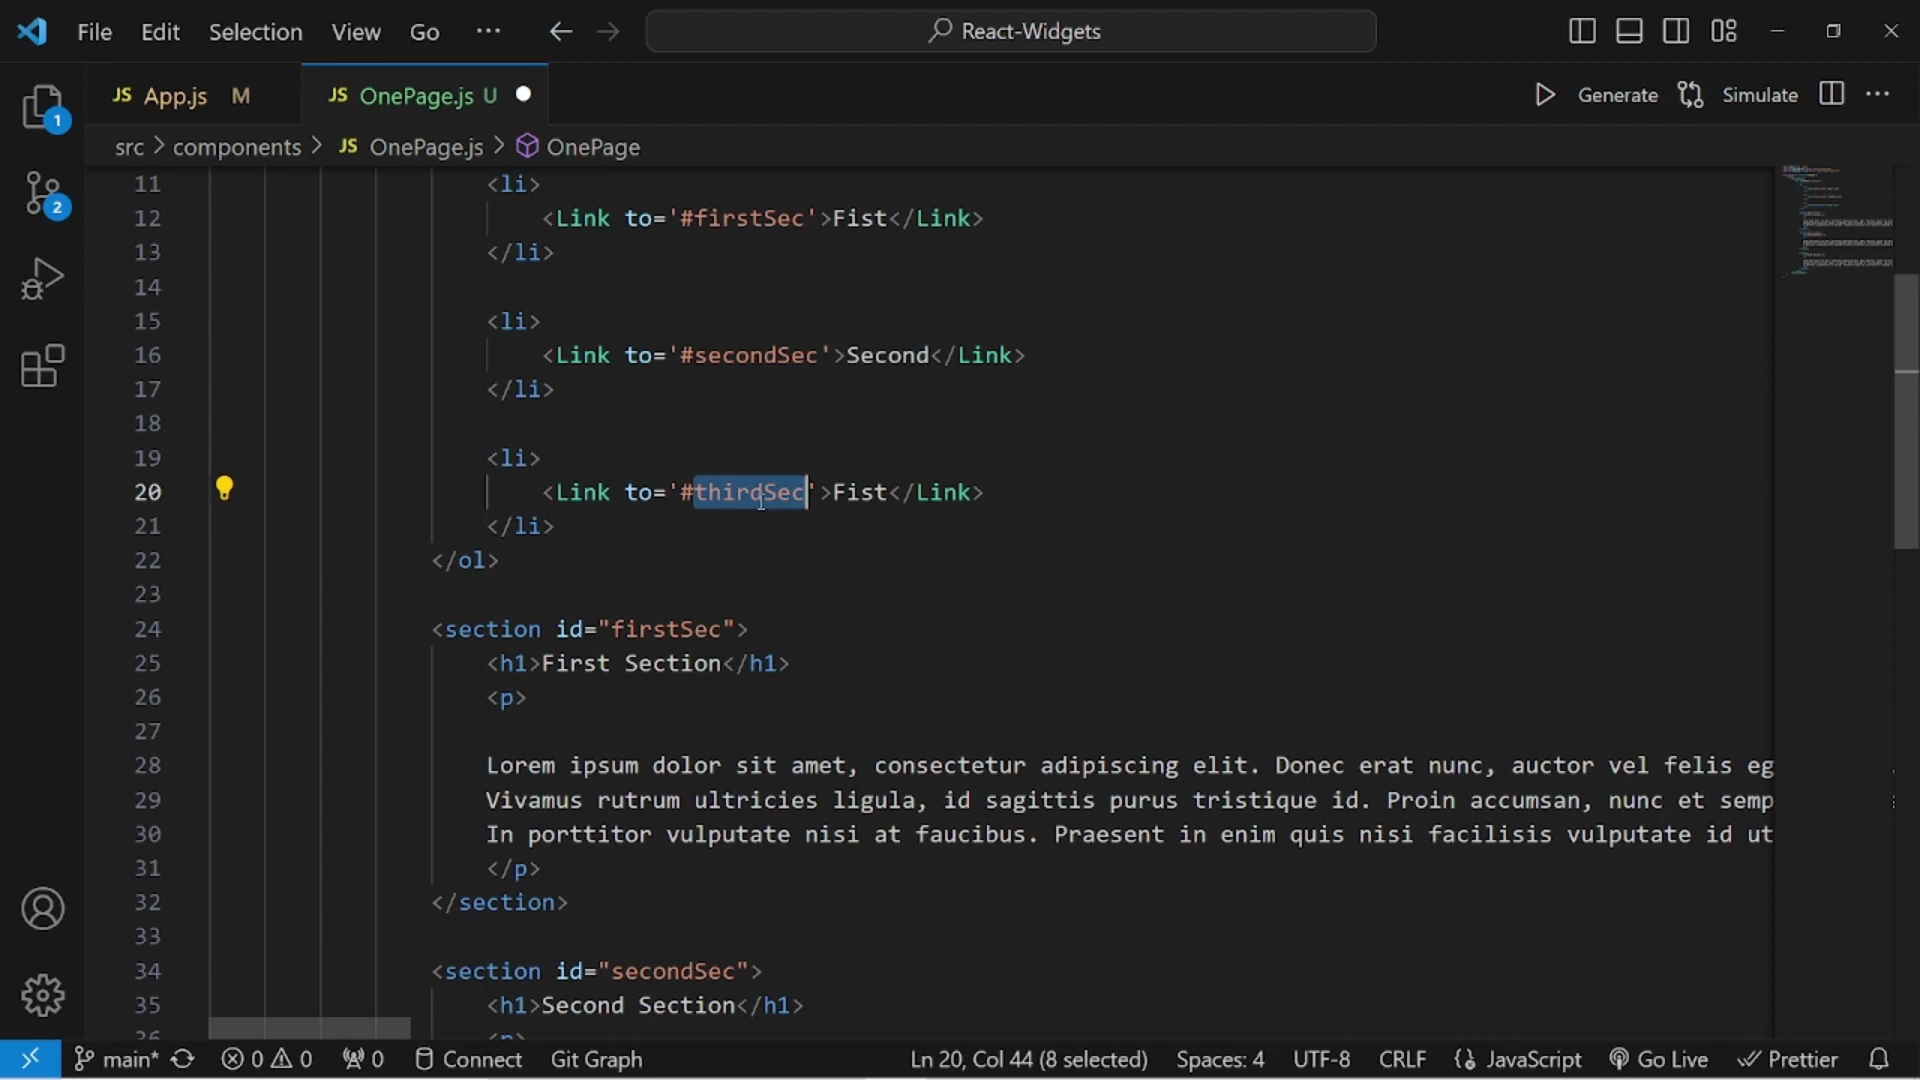 File Edit Selection View Go ··· React-Widgets
JS App.js M JS OnePage.js U Generate Simulate ···
src > components > JS OnePage.js > OnePage
11 <li>
12 <Link to='#firstSec'>Fist</Link>
13 </li>
14
15 <li>
16 <Link to='#secondSec'>Second</Link>
17 </li>
18
19 <li>
20 <Link to='#thirdSec'>Fist</Link>
21 </li>
22 </ol>
23
24 <section id="firstSec">
25 <h1>First Section</h1>
26 <p>
27
28 Lorem ipsum dolor sit amet, consectetur adipiscing elit. Donec erat nunc, auctor vel felis eg
29 Vivamus rutrum ultricies ligula, id sagittis purus tristique id. Proin accumsan, nunc et semp
30 In porttitor vulputate nisi at faucibus. Praesent in enim quis nisi facilisis vulputate id ut
31 </p>
32 </section>
33
34 <section id="secondSec">
35 <h1>Second Section</h1>
36 <p>
1
2
main* 0 0 0 Connect Git Graph Ln 20, Col 44 (8 selected) Spaces: 4 UTF-8 CRLF {} JavaScript Go Live Prettier